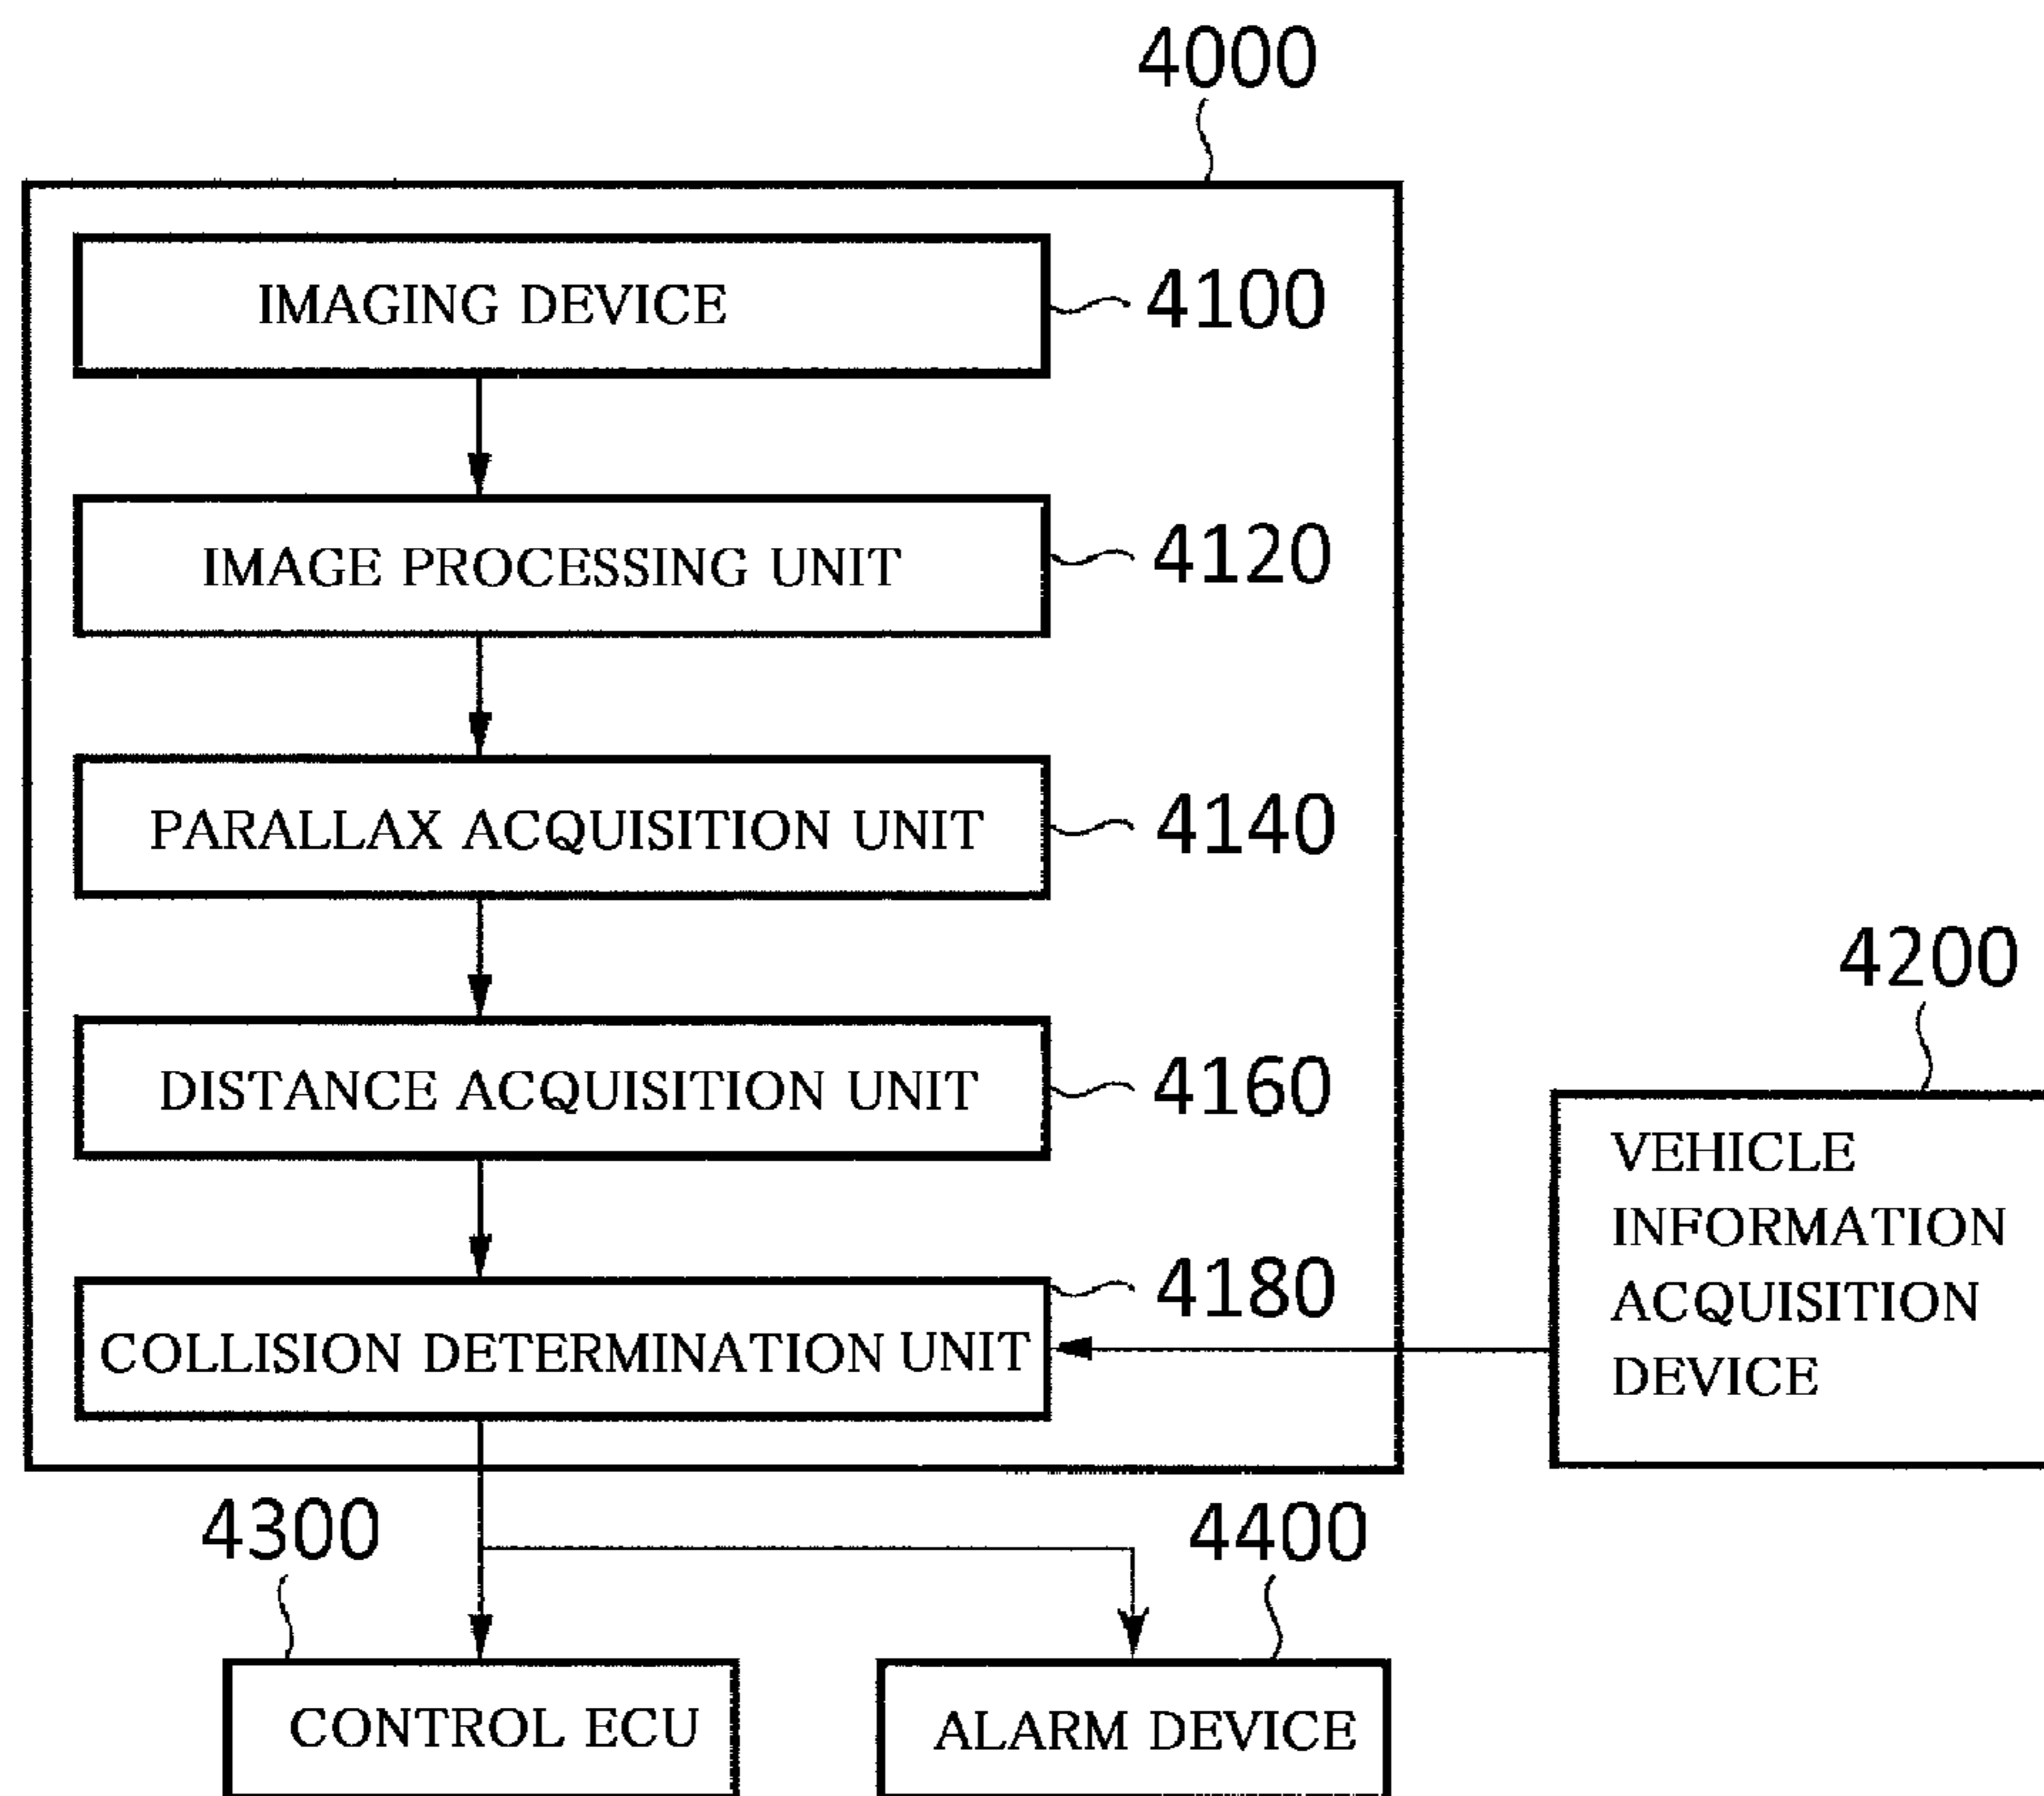 4000
IMAGING DEVICE
4100
IMAGE PROCESSING UNIT
4120
PARALLAX ACQUISITION UNIT
4140
DISTANCE ACQUISITION UNIT
4160
COLLISION DETERMINATION UNIT
4180
4200
VEHICLE
INFORMATION
ACQUISITION
DEVICE
4300
CONTROL ECU
4400
ALARM DEVICE